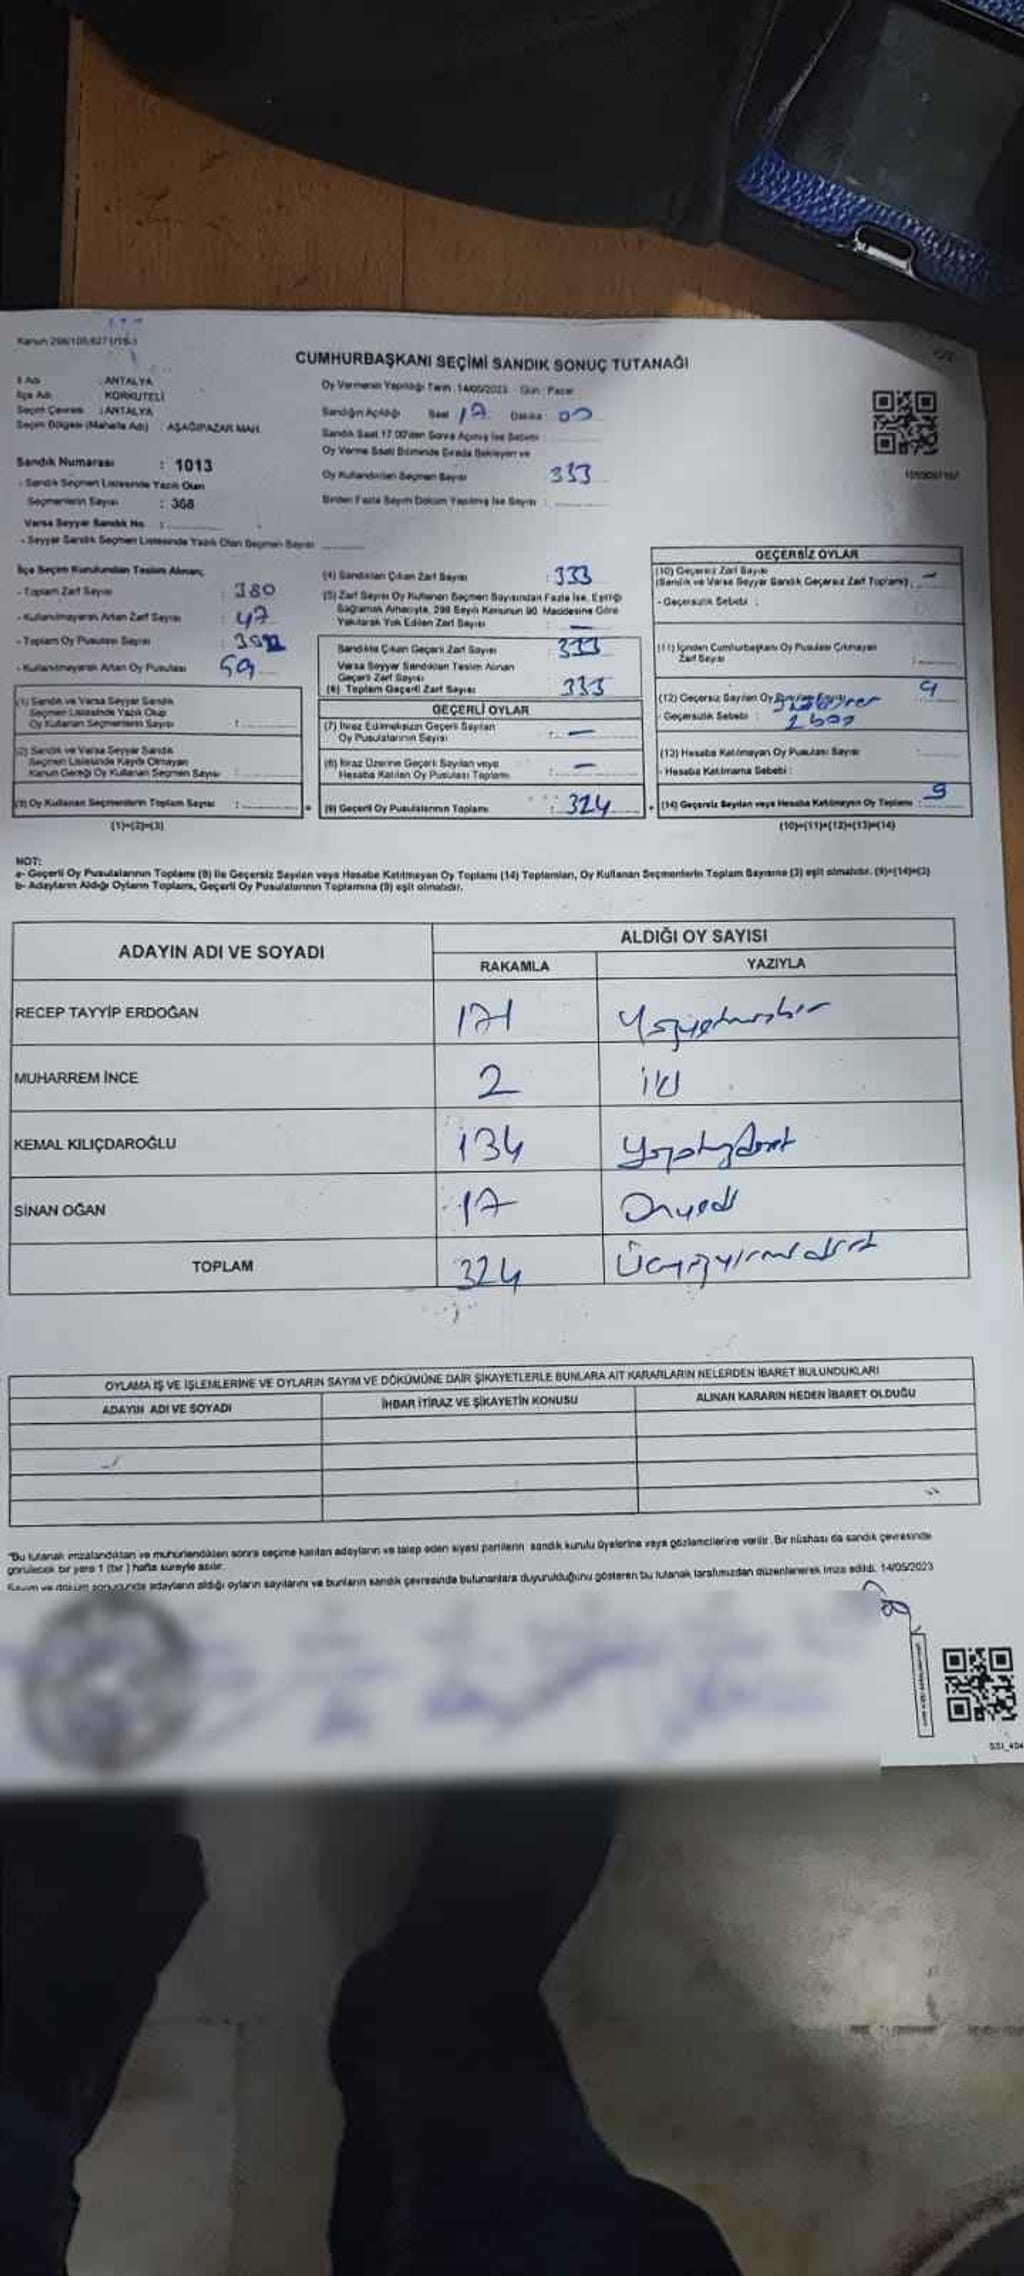 CUMHURBAŞKANI SEÇİMİ SANDIK SONUÇ TUTANAĞI
İl Adı : ANTALYA
İlçe Adı : KORKUTELİ
Seçim Çevresi : ANTALYA
Seçim Bölgesi (Mahalle Adı) : AŞAĞIPAZAR MAH.
Sandık Numarası : 1013
- Sandık Seçmen Listesinde Yazılı Olan
Seçmenlerin Sayısı : 368
Varsa Seyyar Sandık No :
- Seyyar Sandık Seçmen Listesinde Yazılı Olan Seçmen Sayısı
Oy Vermenin Yapıldığı Tarih : 14/05/2023 Gün : Pazar
Sandığın Açıldığı Saat 17 Dakika : 00
Sandık Saat 17.00'den Sonra Açılmış İse Sebebi :
Oy Verme Saati Bitiminde Sırada Bekleyen ve
Oy Kullandırılan Seçmen Sayısı 333
Birden Fazla Sayım Döküm Yapılmış İse Sayısı :
İlçe Seçim Kurulundan Teslim Alınan;
- Toplam Zarf Sayısı : 380
- Kullanılmayarak Artan Zarf Sayısı : 47
- Toplam Oy Pusulası Sayısı
- Kullanılmayarak Artan Oy Pusulası 59
(1) Sandık ve Varsa Seyyar Sandık
Seçmen Listesinde Yazılı Olup
Oy Kullanan Seçmenlerin Sayısı :
(2) Sandık ve Varsa Seyyar Sandık
Seçmen Listesinde Kayıtlı Olmayan
Kanun Gereği Oy Kullanan Seçmen Sayısı :
(3) Oy Kullanan Seçmenlerin Toplam Sayısı :
(1)+(2)=(3)
(4) Sandıktan Çıkan Zarf Sayısı : 333
(5) Zarf Sayısı Oy Kullanan Seçmen Sayısından Fazla İse, Eşitliği
Sağlamak Amacıyla, 298 Sayılı Kanunun 90. Maddesine Göre
Yakılarak Yok Edilen Zarf Sayısı : —
Sandıkta Çıkan Geçerli Zarf Sayısı : 333
Varsa Seyyar Sandıktan Teslim Alınan
Geçerli Zarf Sayısı
(6) Toplam Geçerli Zarf Sayısı : 333
GEÇERLİ OYLAR
(7) İtiraz Edilmeksizin Geçerli Sayılan
Oy Pusulalarının Sayısı : —
(8) İtiraz Üzerine Geçerli Sayılan veya
Hesaba Katılan Oy Pusulası Toplamı : —
(9) Geçerli Oy Pusulalarının Toplamı : 324
GEÇERSİZ OYLAR
(10) Geçersiz Zarf Sayısı
(Sandık ve Varsa Seyyar Sandık Geçersiz Zarf Toplamı) : —
- Geçersizlik Sebebi :
(11) İçinden Cumhurbaşkanı Oy Pusulası Çıkmayan
Zarf Sayısı :
(12) Geçersiz Sayılan Oy Pusulası Sayısı 9
- Geçersizlik Sebebi :
(13) Hesaba Katılmayan Oy Pusulası Sayısı
- Hesaba Katılmama Sebebi :
(14) Geçersiz Sayılan veya Hesaba Katılmayan Oy Toplamı : 9
(10)+(11)+(12)+(13)=(14)
NOT:
a- Geçerli Oy Pusulalarının Toplamı (9) ile Geçersiz Sayılan veya Hesaba Katılmayan Oy Toplamı (14) Toplamları, Oy Kullanan Seçmenlerin Toplam Sayısına (3) eşit olmalıdır. (9)+(14)=(3)
b- Adayların Aldığı Oyların Toplamı, Geçerli Oy Pusulalarının Toplamına (9) eşit olmalıdır.
ADAYIN ADI VE SOYADI
ALDIĞI OY SAYISI
RAKAMLA YAZIYLA
RECEP TAYYİP ERDOĞAN 171 Yüzyetmişbir
MUHARREM İNCE 2 iki
KEMAL KILIÇDAROĞLU 134 Yüzotuzdört
SİNAN OĞAN 17 Onyedi
TOPLAM 324 Üçyüzyirmidört
OYLAMA İŞ VE İŞLEMLERİNE VE OYLARIN SAYIM VE DÖKÜMÜNE DAİR ŞİKAYETLERLE BUNLARA AİT KARARLARIN NELERDEN İBARET BULUNDUKLARI
ADAYIN ADI VE SOYADI
İHBAR İTİRAZ VE ŞİKAYETİN KONUSU
ALINAN KARARIN NEDEN İBARET OLDUĞU
"Bu tutanak imzalandıktan ve mühürlendikten sonra seçime katılan adayların ve talep eden siyasi partilerin sandık kurulu üyelerine veya gözlemcilerine verilir. Bir nüshası da sandık çevresinde
görülecek bir yere 1 (bir) hafta süreyle asılır.
Sayım ve döküm sonucunda adayların aldığı oyların sayılarını ve bunların sandık çevresinde bulunanlara duyurulduğunu gösteren bu tutanak tarafımızdan düzenlenerek imza edildi. 14/05/2023